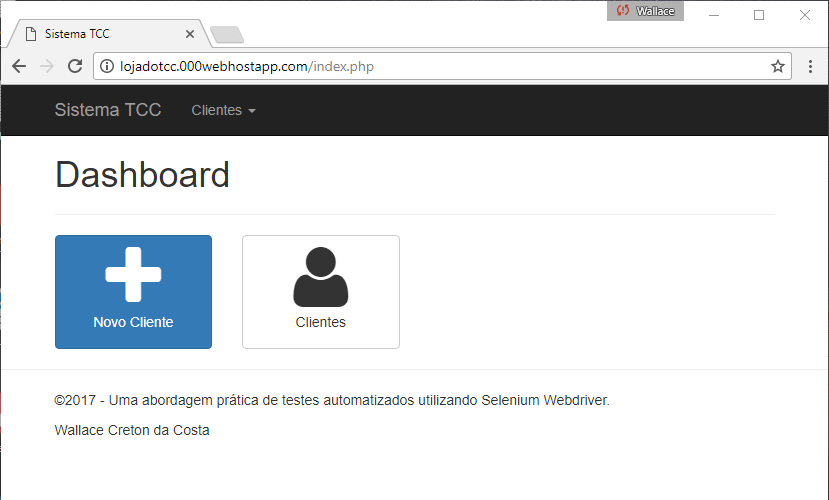 Wallace
Sistema TCC
lojadotcc.000webhostapp.com/index.php
Sistema TCC Clientes
Dashboard
Novo Cliente Clientes
©2017 - Uma abordagem prática de testes automatizados utilizando Selenium Webdriver.
Wallace Creton da Costa